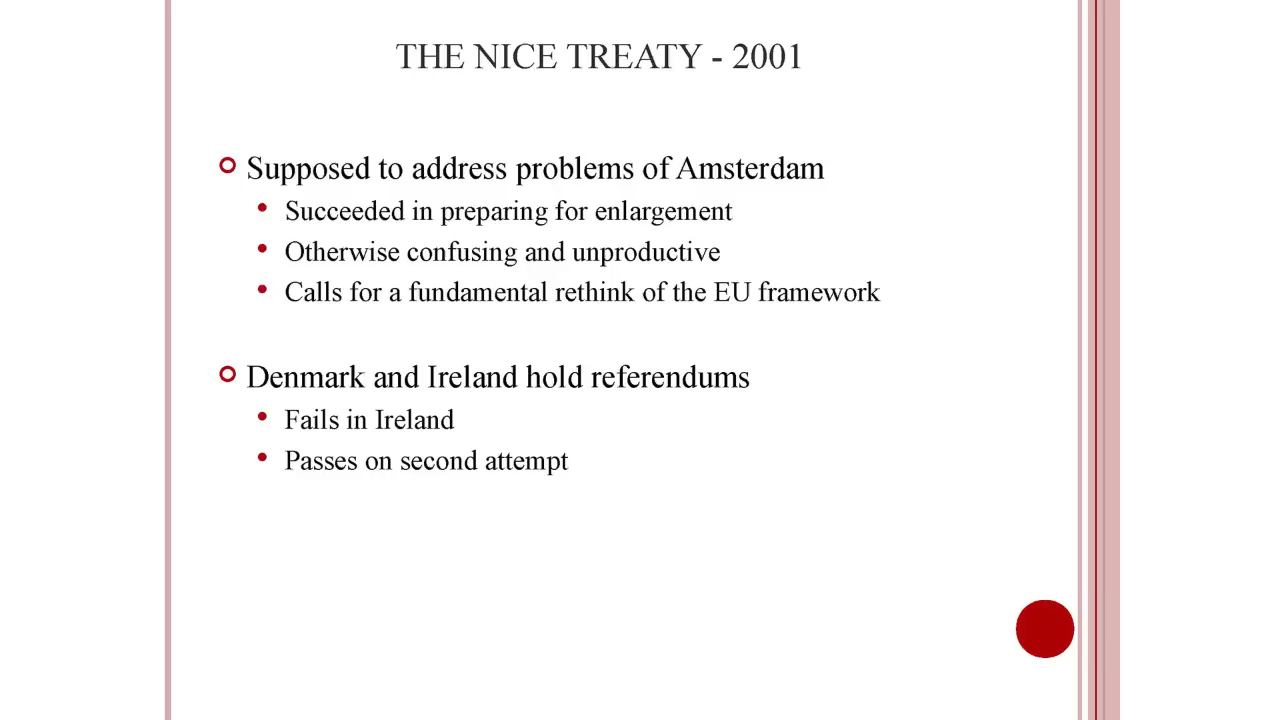 THE NICE TREATY - 2001
Supposed to address problems of Amsterdam
Succeeded in preparing for enlargement
Otherwise confusing and unproductive
Calls for a fundamental rethink of the EU framework
Denmark and Ireland hold referendums
Fails in Ireland
Passes on second attempt